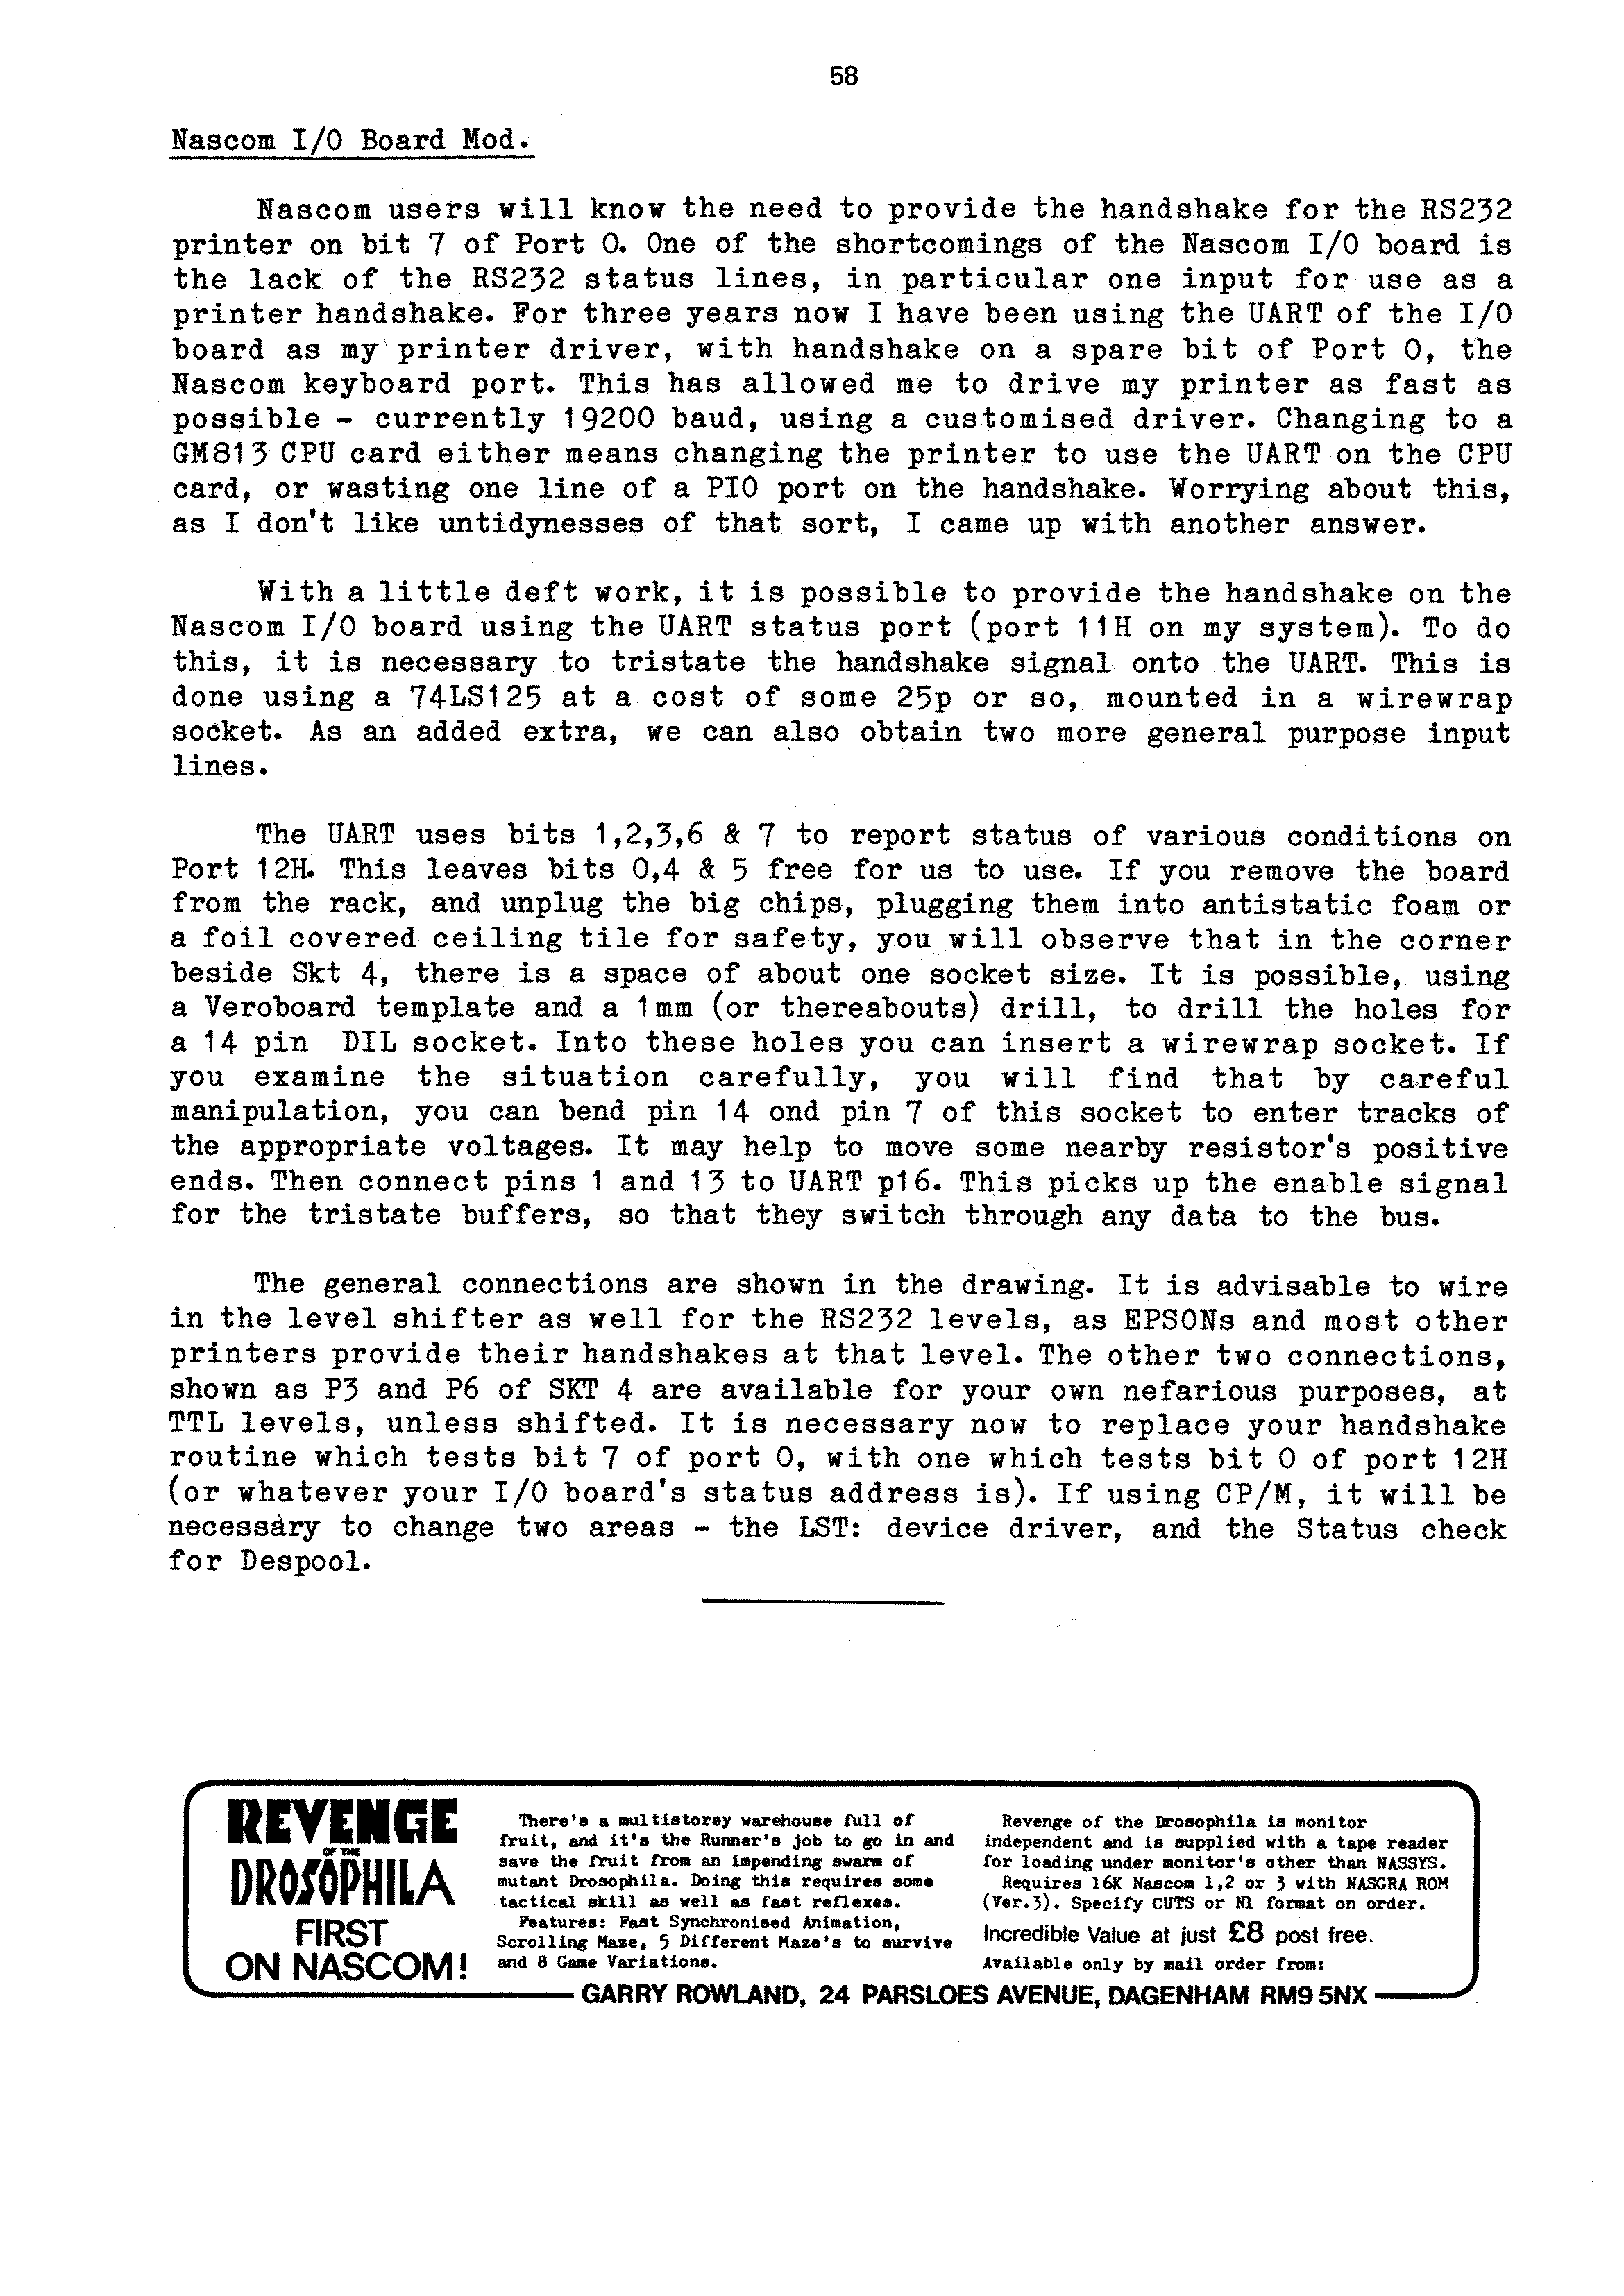 58
Nascom I/O Board Mod.
Nascom users will know the need to provide the handshake for the RS232
printer on bit 7 of Port 0. One of the shortcomings of the Nascom I/O board is
the lack of the RS232 status lines, in particular one input for use as a
printer handshake. For three years now I have been using the UART of the I/O
board as my printer driver, with handshake on a spare bit of Port 0, the
Nascom keyboard port. This has allowed me to drive my printer as fast as
possible - currently 19200 baud, using a customised driver. Changing to a
GM813 CPU card either means changing the printer to use the UART on the CPU
card, or wasting one line of a PIO port on the handshake. Worrying about this,
as I don't like untidynesses of that sort, I came up with another answer.
With a little deft work, it is possible to provide the handshake on the
Nascom I/O board using the UART status port (port 11H on my system). To do
this, it is necessary to tristate the handshake signal onto the UART. This is
done using a 74LS125 at a cost of some 25p or so, mounted in a wirewrap
socket. As an added extra, we can also obtain two more general purpose input
lines.
The UART uses bits 1,2,3,6 & 7 to report status of various conditions on
Port 12H. This leaves bits 0,4 & 5 free for us to use. If you remove the board
from the rack, and unplug the big chips, plugging them into antistatic foam or
a foil covered ceiling tile for safety, you will observe that in the corner
beside Skt 4, there is a space of about one socket size. It is possible, using
a Veroboard template and a 1mm (or thereabouts) drill, to drill the holes for
a 14 pin DIL socket. Into these holes you can insert a wirewrap socket. If
you examine the situation carefully, you will find that by careful
manipulation, you can bend pin 14 ond pin 7 of this socket to enter tracks of
the appropriate voltages. It may help to move some nearby resistor's positive
ends. Then connect pins 1 and 13 to UART p16. This picks up the enable signal
for the tristate buffers, so that they switch through any data to the bus.
The general connections are shown in the drawing. It is advisable to wire
in the level shifter as well for the RS232 levels, as EPSONs and most other
printers provide their handshakes at that level. The other two connections,
shown as P3 and P6 of SKT 4 are available for your own nefarious purposes, at
TTL levels, unless shifted. It is necessary now to replace your handshake
routine which tests bit 7 of port 0, with one which tests bit 0 of port 12H
(or whatever your I/O board's status address is). If using CP/M, it will be
necessary to change two areas - the LST: device driver, and the Status check
for Despool.
REVENGE
OF THE
DROSOPHILA
FIRST
ON NASCOM!
There's a multistorey warehouse full of
fruit, and it's the Runner's job to go in and
save the fruit from an impending swarm of
mutant Drosophila. Doing this requires some
tactical skill as well as fast reflexes.
Features: Fast Synchronised Animation,
Scrolling Maze, 5 Different Maze's to survive
and 8 Game Variations.
Revenge of the Drosophila is monitor
independent and is supplied with a tape reader
for loading under monitor's other than NASSYS.
Requires 16K Nascom 1,2 or 3 with NASGRA ROM
(Ver.3). Specify CUTS or N1 format on order.
Incredible Value at just £8 post free.
Available only by mail order from:
GARRY ROWLAND, 24 PARSLOES AVENUE, DAGENHAM RM9 5NX